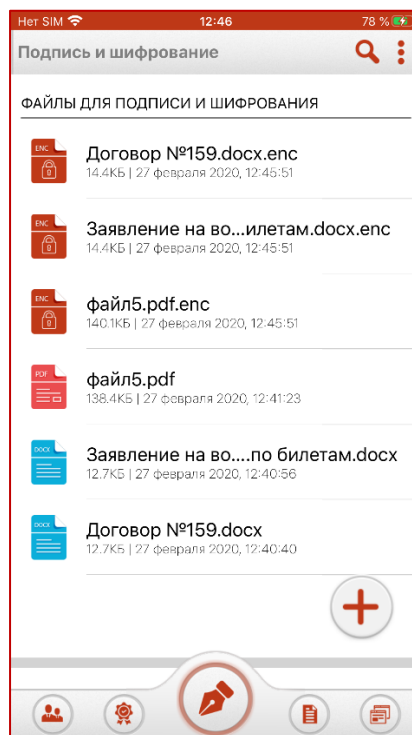 Нет SIM 12:46 78 %
Подпись и шифрование
ФАЙЛЫ ДЛЯ ПОДПИСИ И ШИФРОВАНИЯ
ENC
Договор №159.docx.enc
14.4КБ | 27 февраля 2020, 12:45:51
ENC
Заявление на во...илетам.docx.enc
14.4КБ | 27 февраля 2020, 12:45:51
ENC
файл5.pdf.enc
140.1КБ | 27 февраля 2020, 12:45:51
PDF
файл5.pdf
138.4КБ | 27 февраля 2020, 12:41:23
DOCX
Заявление на во....по билетам.docx
12.7КБ | 27 февраля 2020, 12:40:56
DOCX
Договор №159.docx
12.7КБ | 27 февраля 2020, 12:40:40